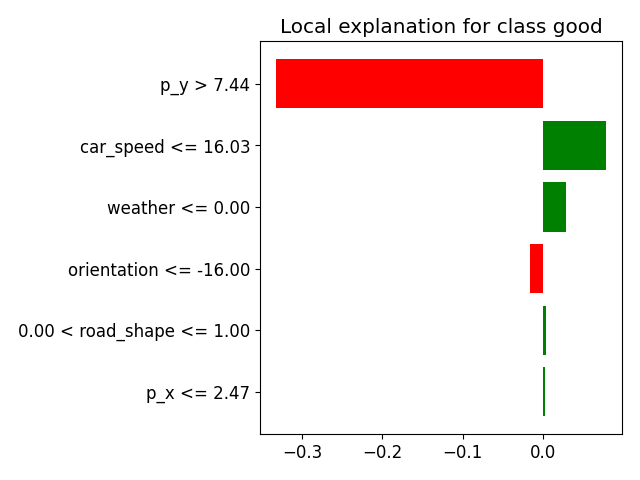 Local explanation for class good
p_y > 7.44
car_speed <= 16.03
weather <= 0.00
orientation <= -16.00
0.00 < road_shape <= 1.00
p_x <= 2.47
−0.3 −0.2 −0.1 0.0